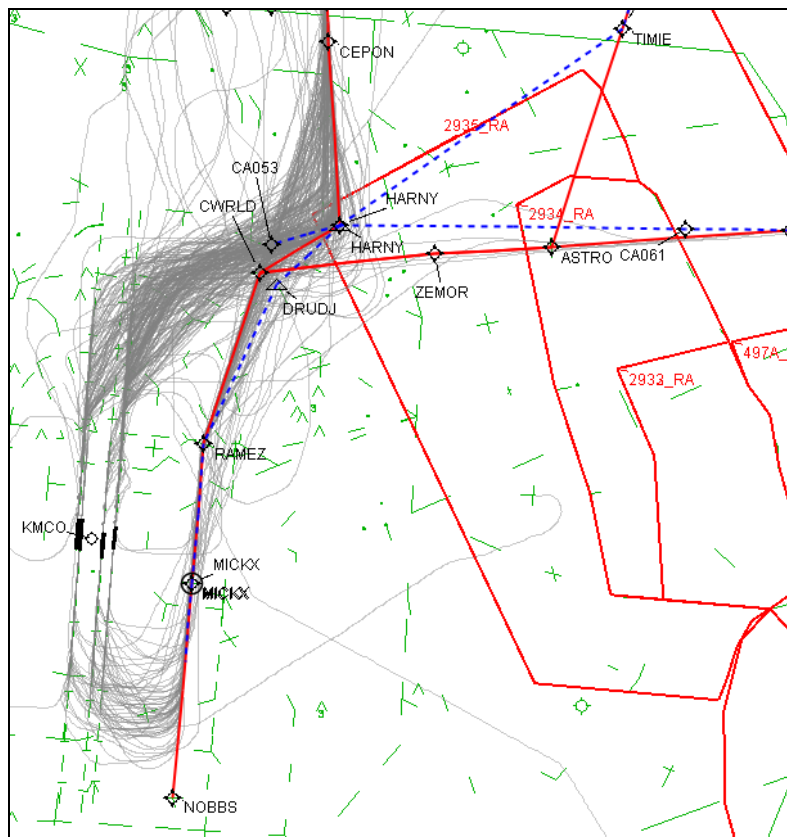 CEPON
TIMIE
2935_RA
CA053
CWRLD
HARNY
HARNY
2934_RA
ASTRO
CA061
ZEMOR
DRUDJ
497A_
2933_RA
RAMEZ
KMCO
MICKX
MICKX
NOBBS